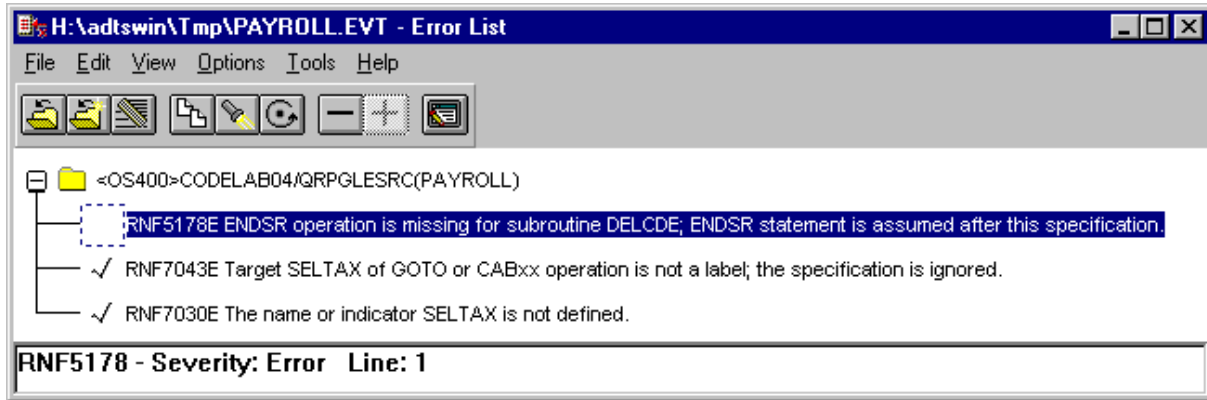 H:\adtswin\Tmp\PAYROLL.EVT - Error List
File Edit View Options Tools Help
<OS400>CODELAB04/QRPGLESRC(PAYROLL)
RNF5178E ENDSR operation is missing for subroutine DELCDE; ENDSR statement is assumed after this specification.
RNF7043E Target SELTAX of GOTO or CABxx operation is not a label; the specification is ignored.
RNF7030E The name or indicator SELTAX is not defined.
RNF5178 - Severity: Error Line: 1